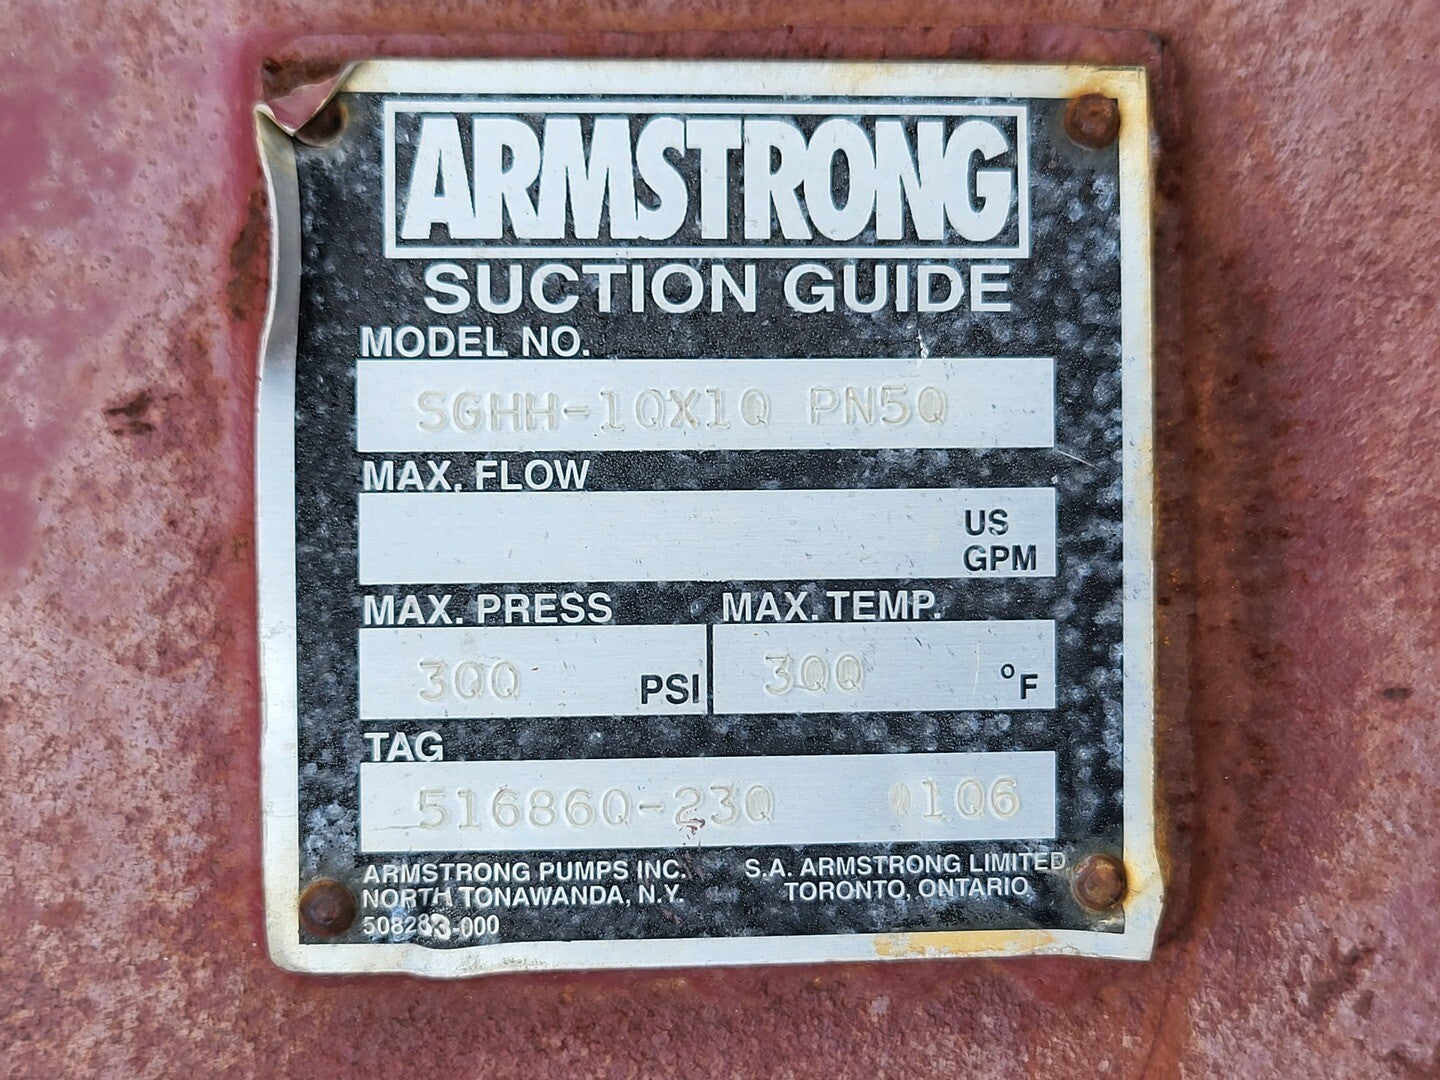 ARMSTRONG
SUCTION GUIDE
MODEL NO.
SGHH-10X10 PN50
MAX. FLOW
US
GPM
MAX. PRESS
300 PSI
MAX. TEMP.
300 °F
TAG
516860-230 0106
ARMSTRONG PUMPS INC.
NORTH TONAWANDA, N.Y.
508283-000
S.A. ARMSTRONG LIMITED,
TORONTO, ONTARIO